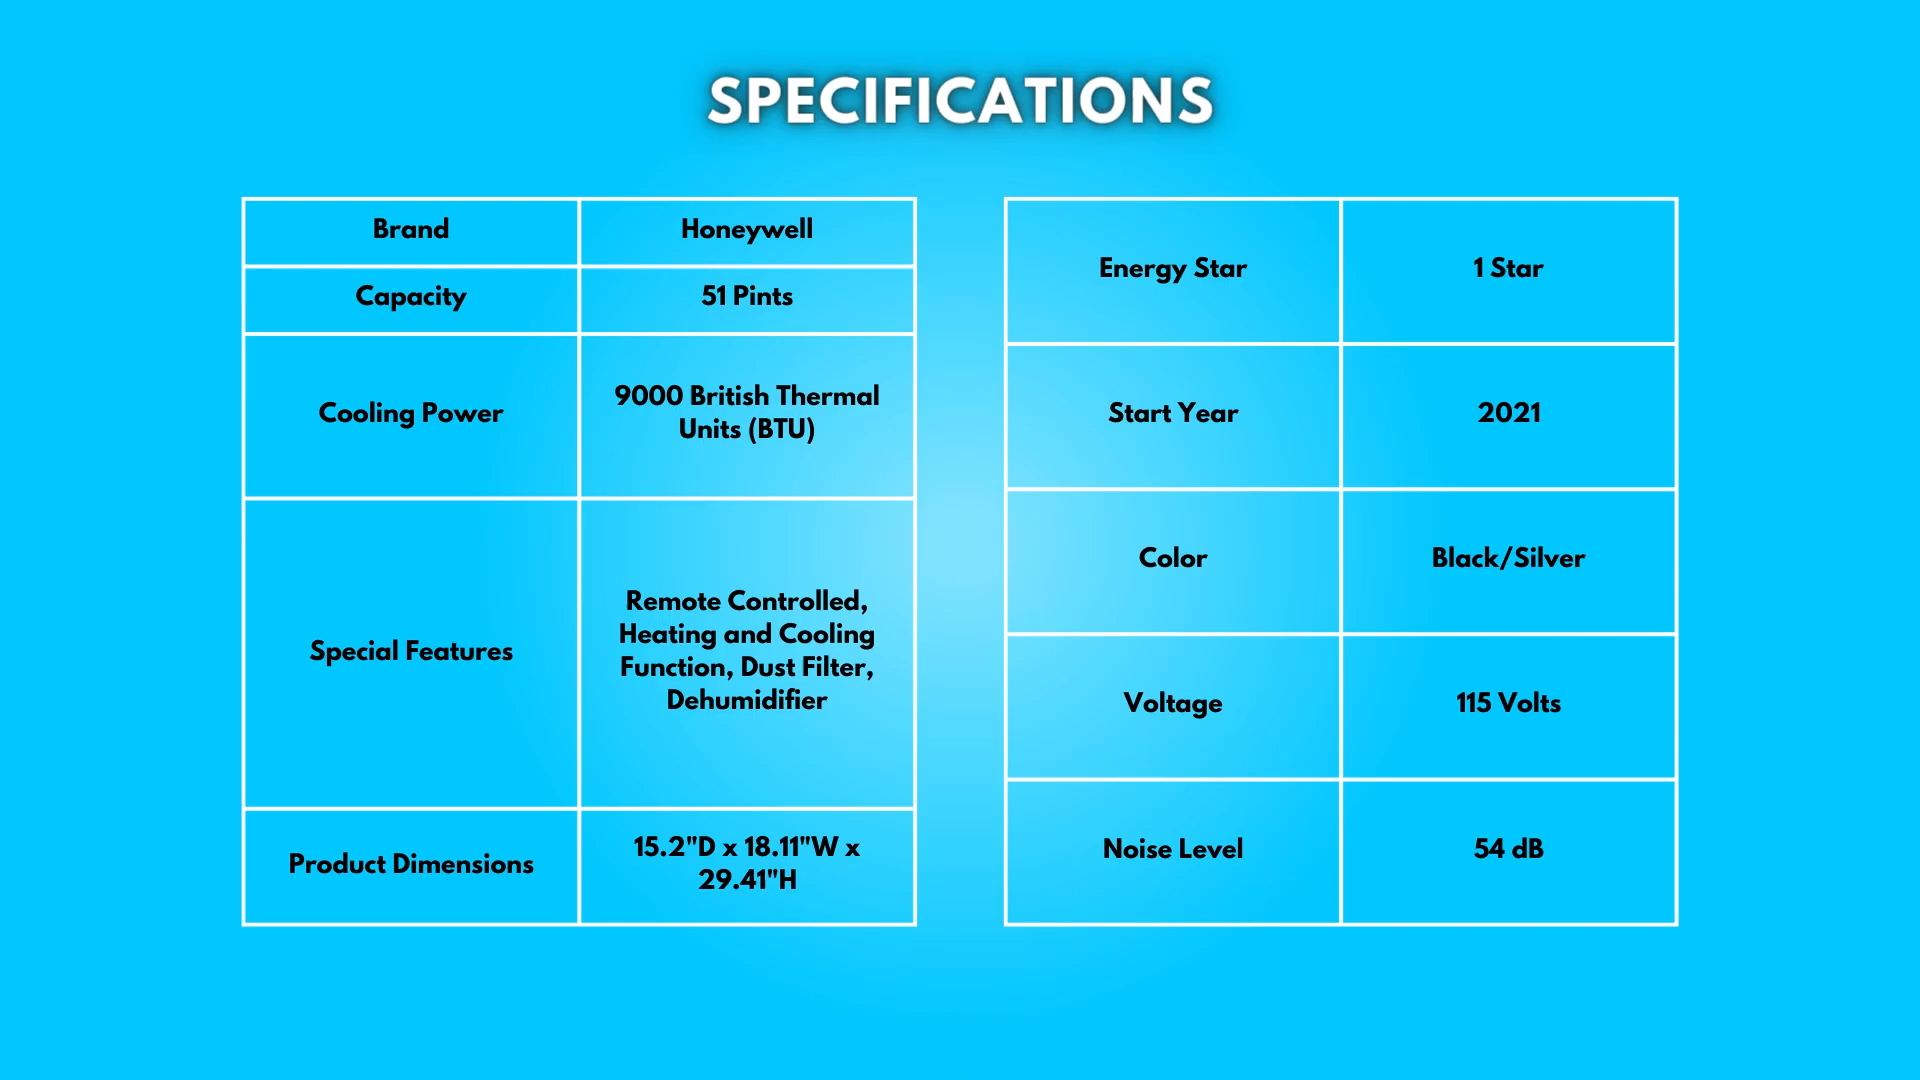 SPECIFICATIONS
Brand
Honeywell
Capacity
51 Pints
Cooling Power
9000 British Thermal
Units (BTU)
Special Features
Remote Controlled,
Heating and Cooling
Function, Dust Filter,
Dehumidifier
Product Dimensions
15.2"D x 18.11"W x
29.41"H
Energy Star
1 Star
Start Year
2021
Color
Black/Silver
Voltage
115 Volts
Noise Level
54 dB